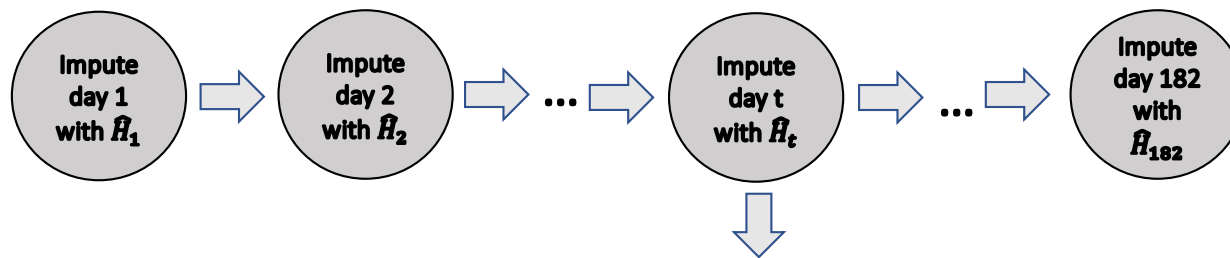 Impute
day 1
with Ĥ₁
Impute
day 2
with Ĥ₂
...
Impute
day t
with Ĥₜ
...
Impute
day 182
with
Ĥ₁₈₂